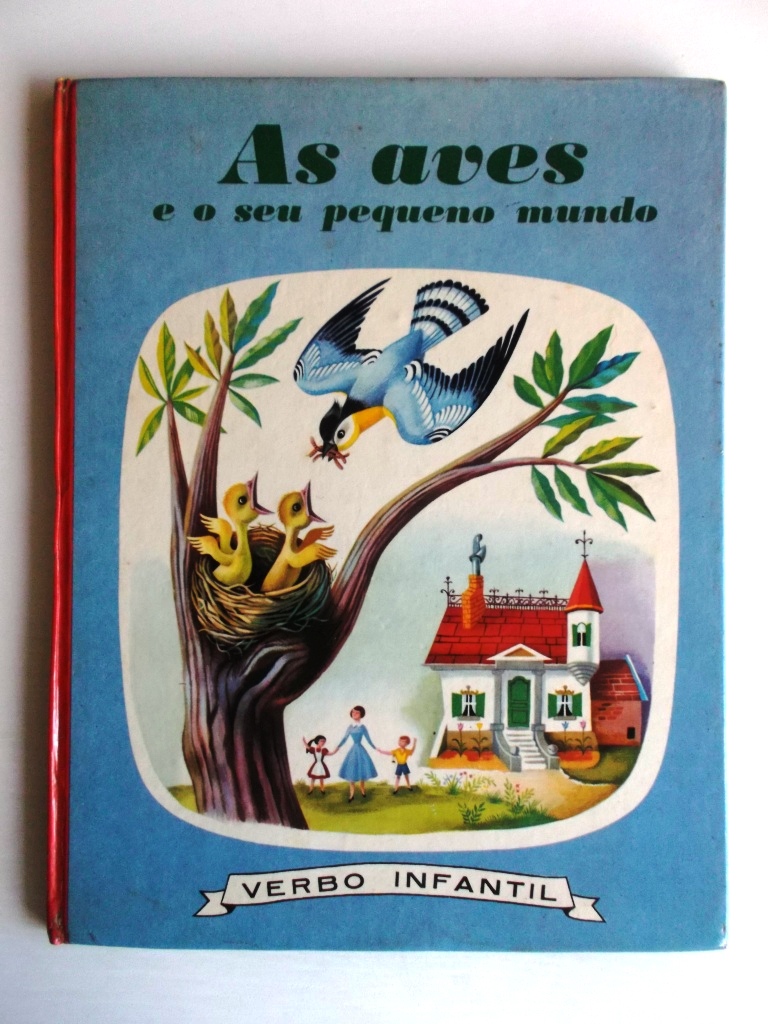 As aves
e o seu pequeno mundo
VERBO INFANTIL